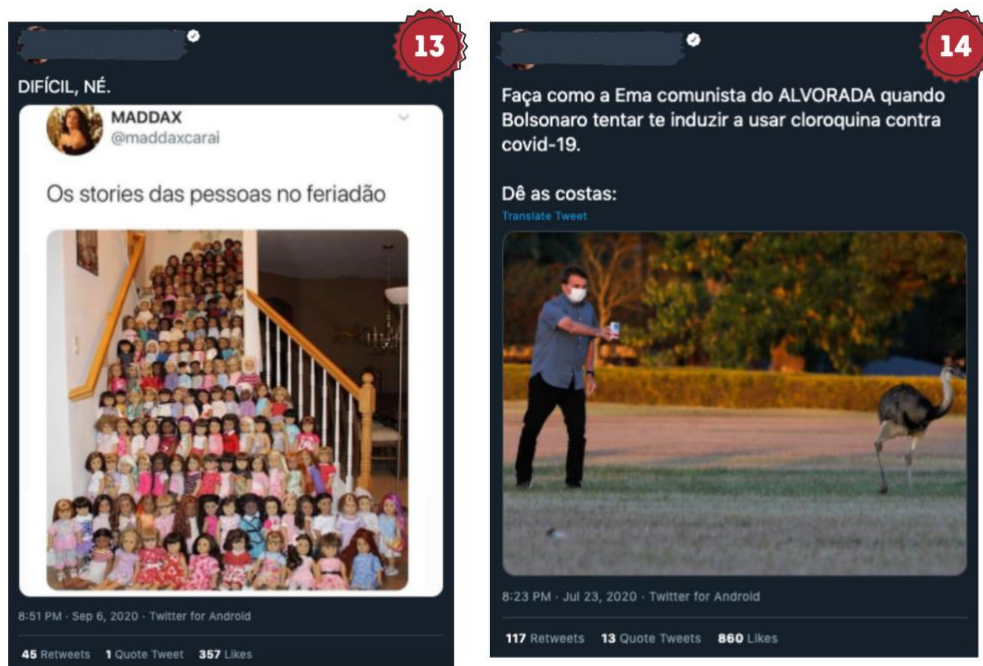 13
DIFÍCIL, NÉ.
MADDAX
@maddaxcarai
Os stories das pessoas no feriadão
8:51 PM · Sep 6, 2020 · Twitter for Android
45 Retweets 1 Quote Tweet 357 Likes
14
Faça como a Ema comunista do ALVORADA quando
Bolsonaro tentar te induzir a usar cloroquina contra
covid-19.
Dê as costas:
Translate Tweet
8:23 PM · Jul 23, 2020 · Twitter for Android
117 Retweets 13 Quote Tweets 860 Likes